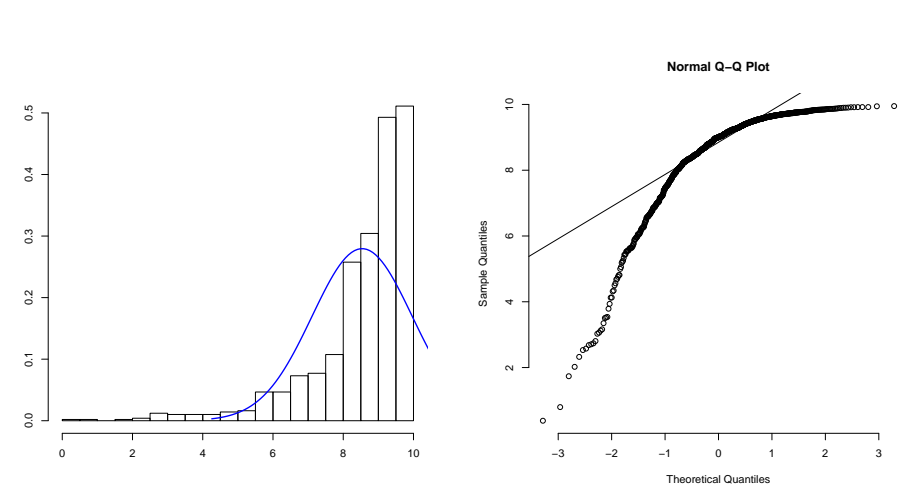 0.0 0.1 0.2 0.3 0.4 0.5
0 2 4 6 8 10
Normal Q−Q Plot
Sample Quantiles
2 4 6 8 10
−3 −2 −1 0 1 2 3
Theoretical Quantiles